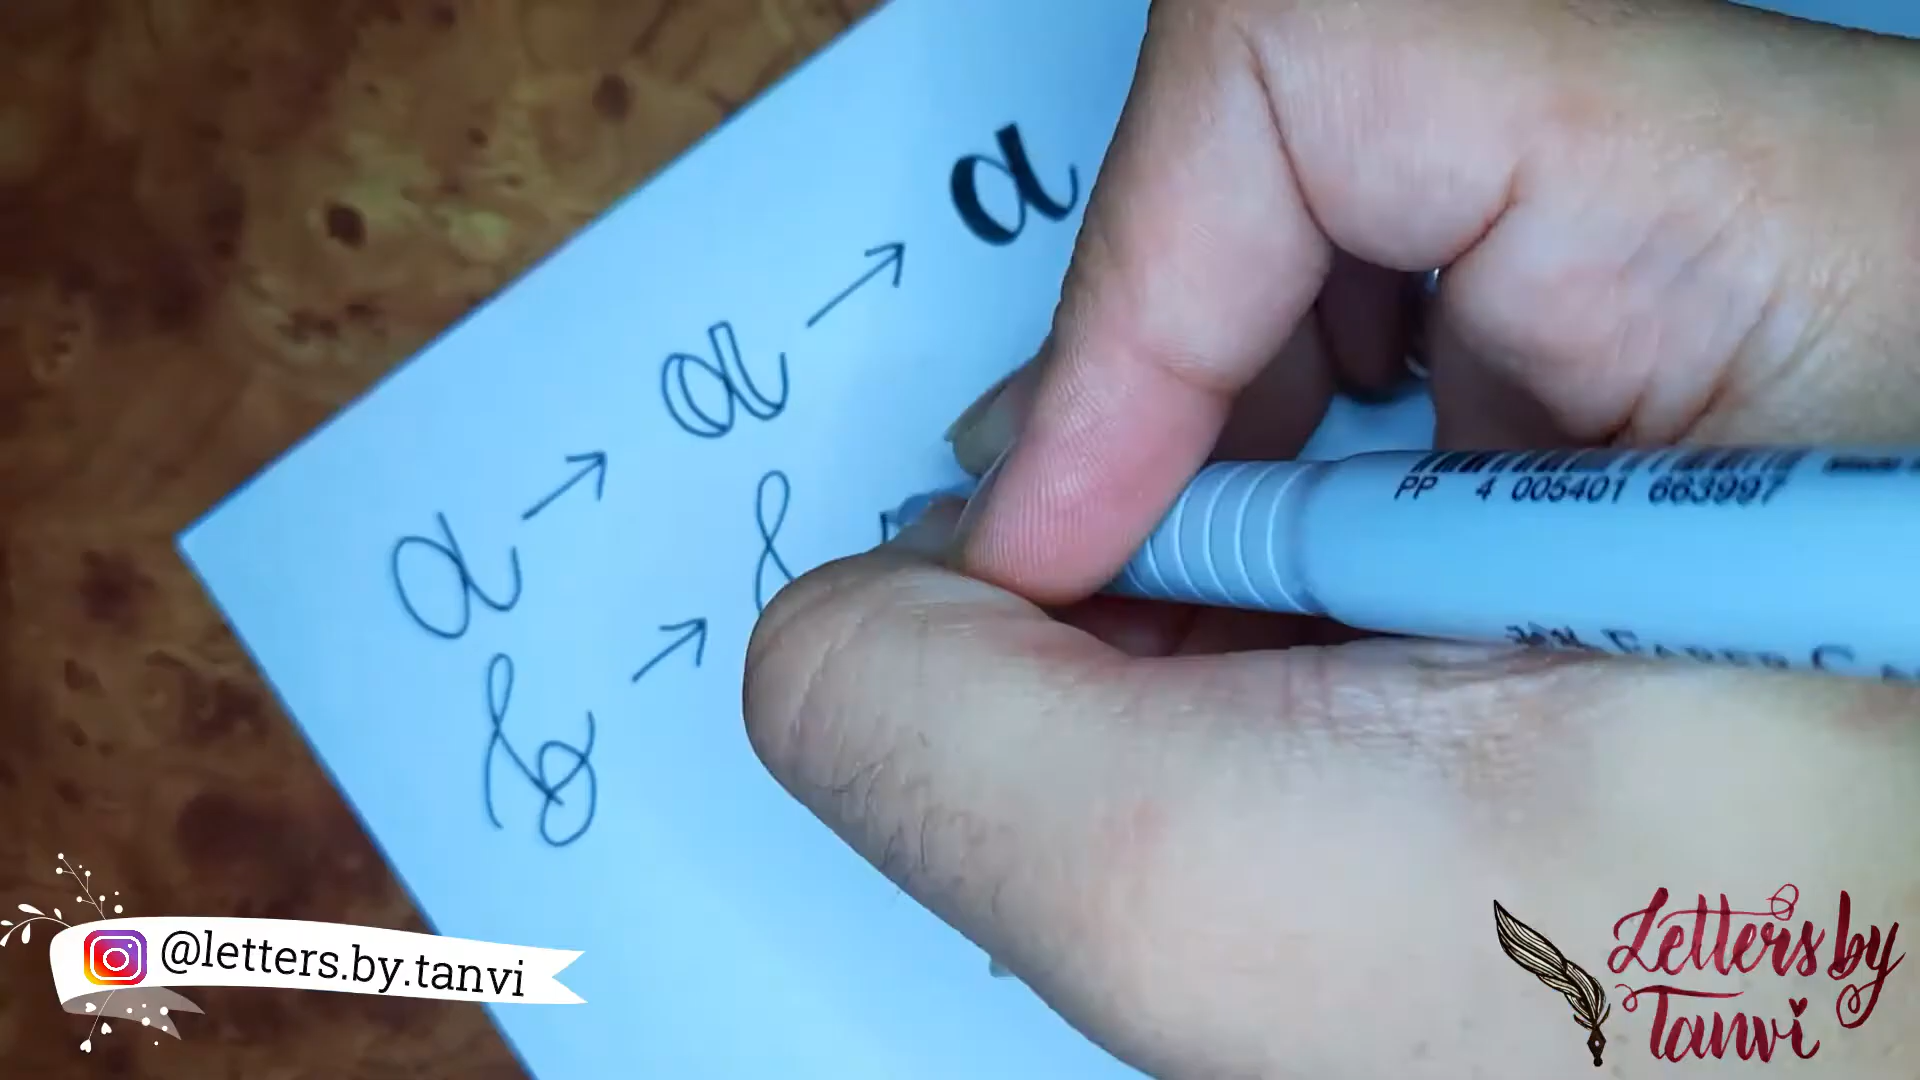 a → a → a
PP 4 005401 663997
@letters.by.tanvi
Letters by
Tanvi